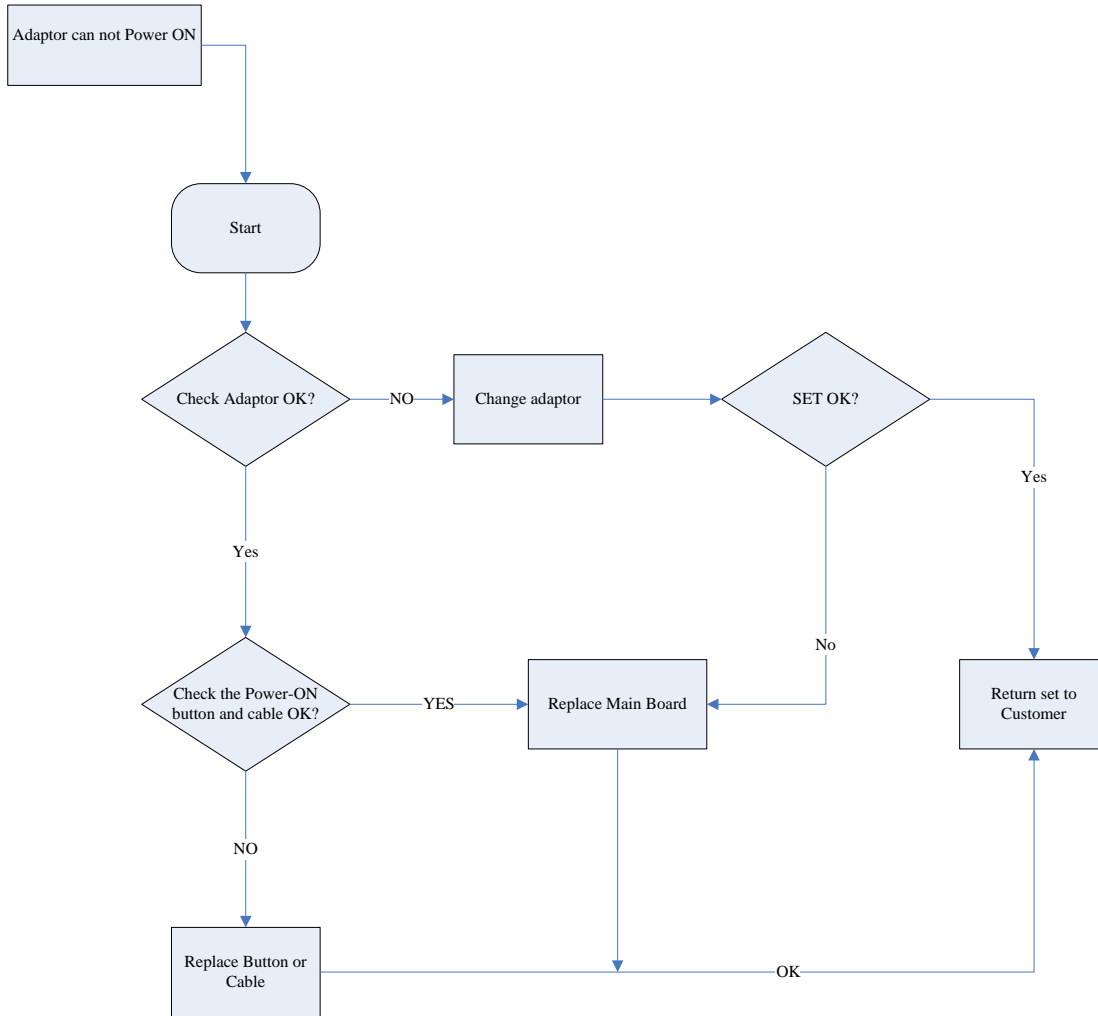 Adaptor can not Power ON
Start
Check Adaptor OK?
NO
Change adaptor
SET OK?
Yes
Yes
No
Check the Power-ON
button and cable OK?
YES
Replace Main Board
Return set to
Customer
NO
Replace Button or
Cable
OK